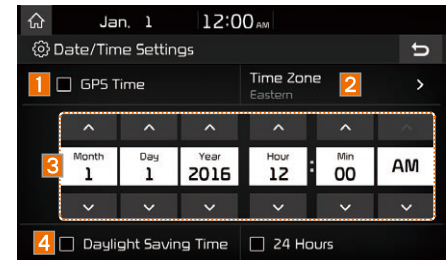 Jan. 1 12:00 AM
Date/Time Settings
1 GPS Time Time Zone 2
Eastern
3
Month Day Year Hour Min
1 1 2016 12 : 00 AM
4 Daylight Saving Time 24 Hours